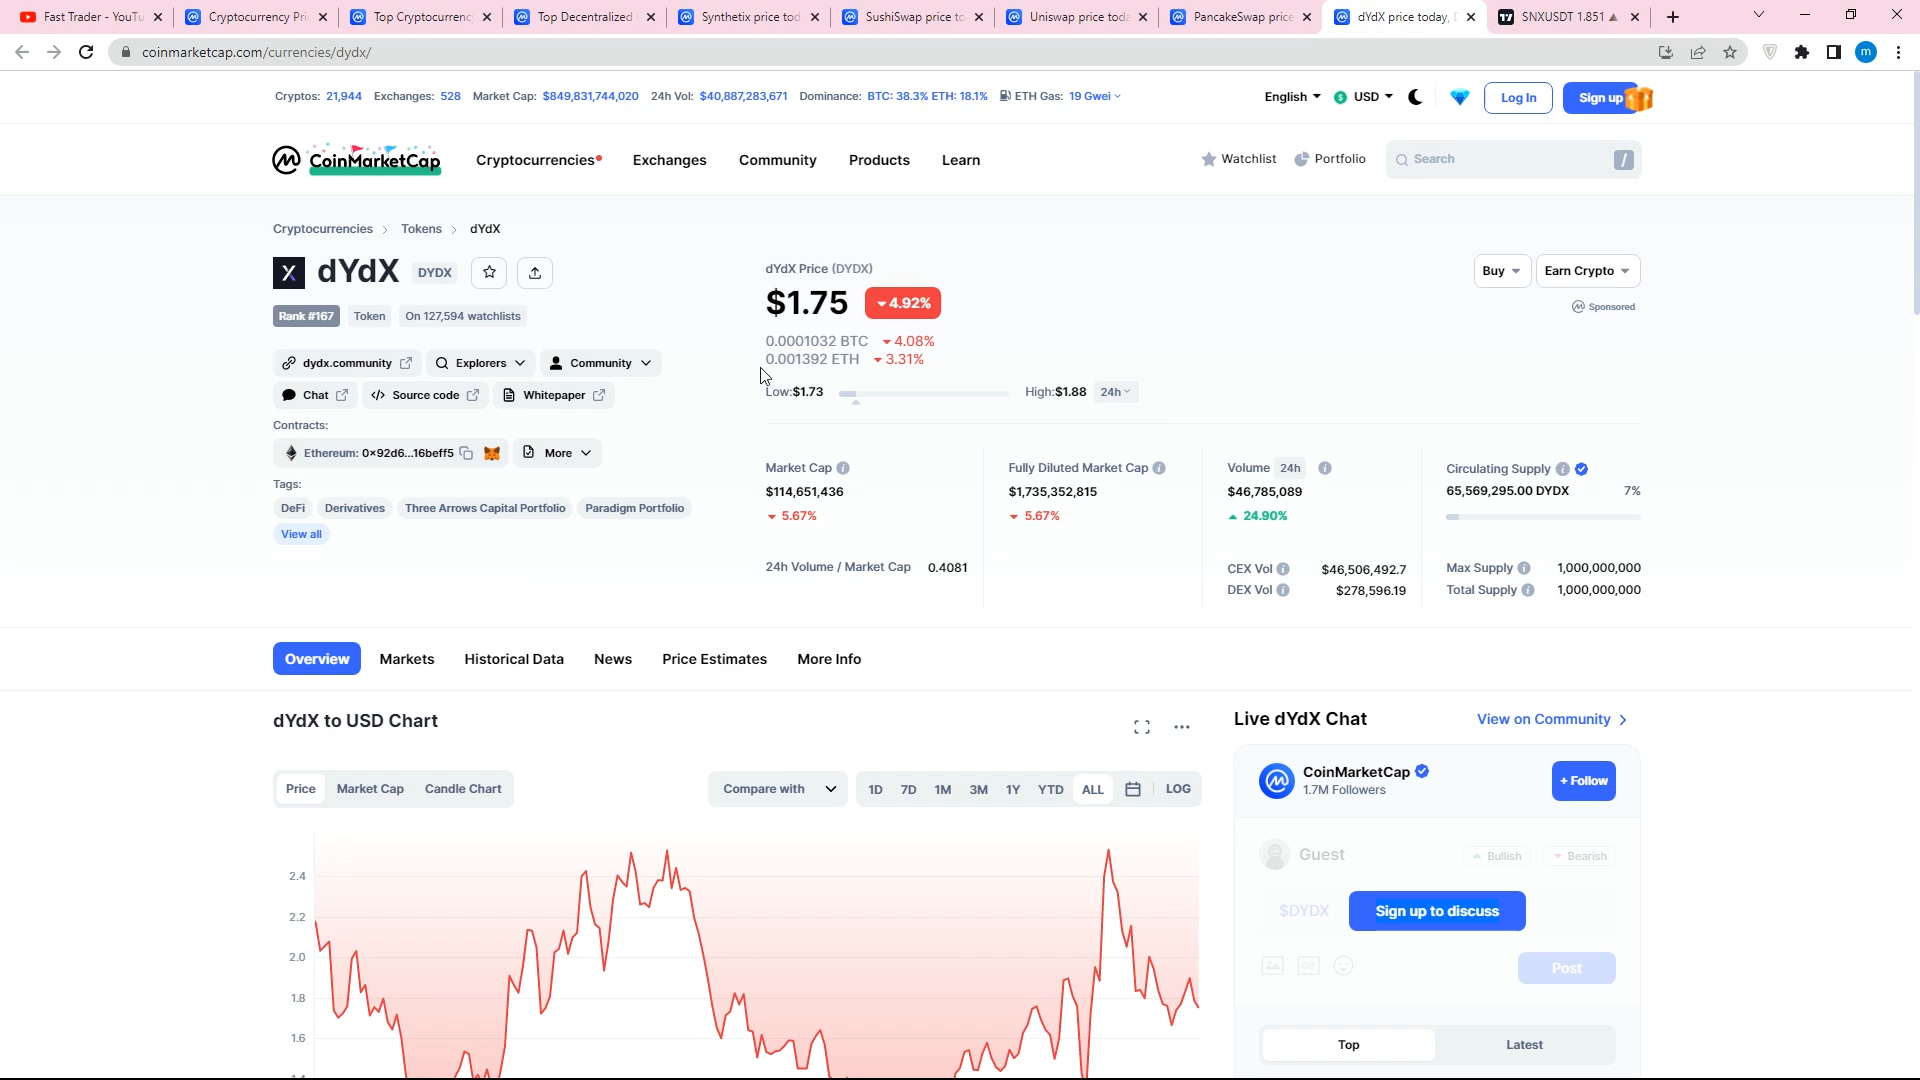 Fast Trader - YouTu
Cryptocurrency Pri
Top Cryptocurrenc
Top Decentralized
Synthetix price tod
SushiSwap price to
Uniswap price toda
PancakeSwap price
dYdX price today,
SNXUSDT 1.851
coinmarketcap.com/currencies/dydx/
m
Cryptos: 21,944 Exchanges: 528 Market Cap: $849,831,744,020 24h Vol: $40,887,283,671 Dominance: BTC: 38.3% ETH: 18.1% ETH Gas: 19 Gwei
English
USD
Log In
Sign up
CoinMarketCap
Cryptocurrencies
Exchanges
Community
Products
Learn
Watchlist
Portfolio
Search
/
Cryptocurrencies > Tokens > dYdX
dYdX DYDX
Rank #167 Token On 127,594 watchlists
dydx.community Explorers Community
Chat Source code Whitepaper
Contracts:
Ethereum: 0x92d6...16beff5 More
Tags:
DeFi Derivatives Three Arrows Capital Portfolio Paradigm Portfolio
View all
dYdX Price (DYDX)
$1.75 4.92%
0.0001032 BTC 4.08%
0.001392 ETH 3.31%
Low:$1.73 High:$1.88 24h
Buy
Earn Crypto
Sponsored
Market Cap
$114,651,436
5.67%
24h Volume / Market Cap 0.4081
Fully Diluted Market Cap
$1,735,352,815
5.67%
Volume 24h
$46,785,089
24.90%
CEX Vol $46,506,492.7
DEX Vol $278,596.19
Circulating Supply
65,569,295.00 DYDX 7%
Max Supply 1,000,000,000
Total Supply 1,000,000,000
Overview Markets Historical Data News Price Estimates More Info
dYdX to USD Chart
Price Market Cap Candle Chart
Compare with
1D 7D 1M 3M 1Y YTD ALL LOG
2.4
2.2
2.0
1.8
1.6
Live dYdX Chat
View on Community >
CoinMarketCap
1.7M Followers
+ Follow
Guest
Bullish
Bearish
$DYDX
Sign up to discuss
GIF
Post
Top
Latest